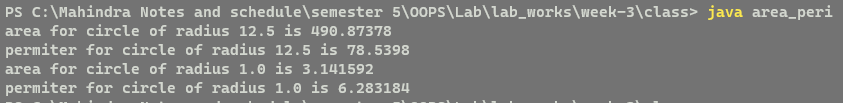 PS C:\Mahindra Notes and schedule\semester 5\OOPS\Lab\lab_works\week-3\class> java area_peri
area for circle of radius 12.5 is 490.87378
permiter for circle of radius 12.5 is 78.5398
area for circle of radius 1.0 is 3.141592
permiter for circle of radius 1.0 is 6.283184